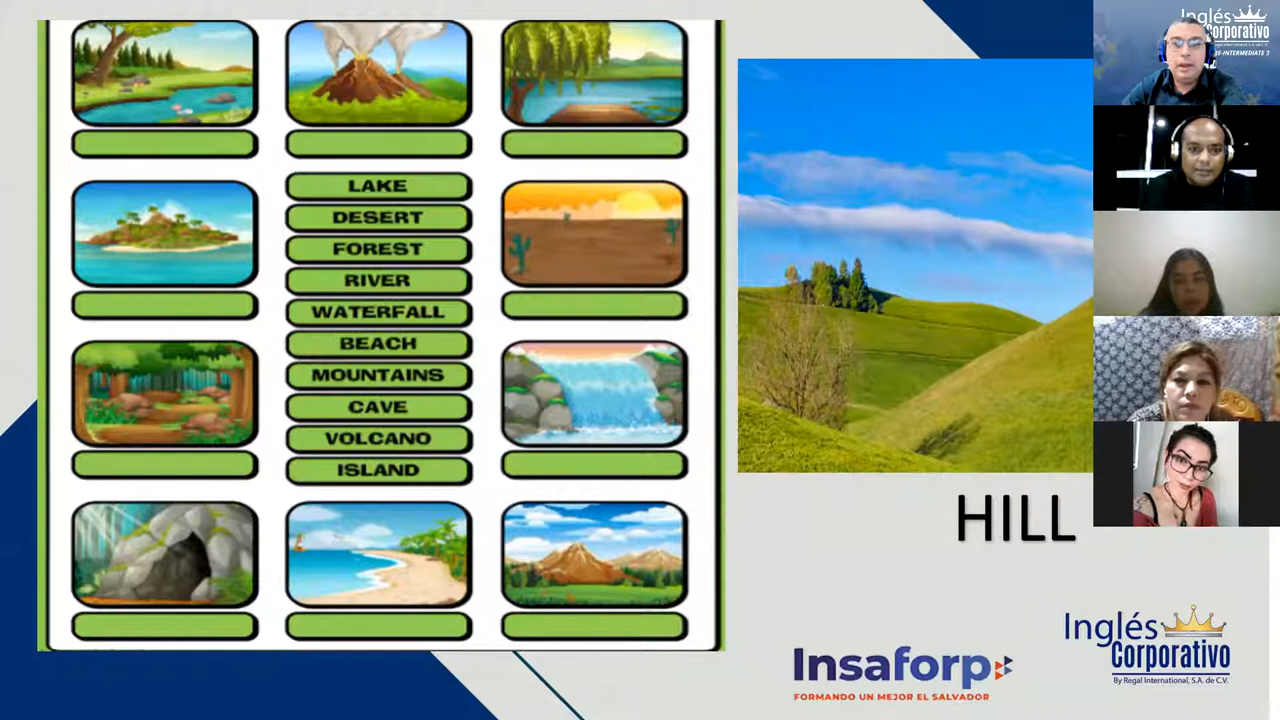 LAKE
DESERT
FOREST
RIVER
WATERFALL
BEACH
MOUNTAINS
CAVE
VOLCANO
ISLAND
HILL
Insaforp
FORMANDO UN MEJOR EL SALVADOR
Inglés
Corporativo
By Regal International, S.A. de C.V.
Inglés
Corporativo